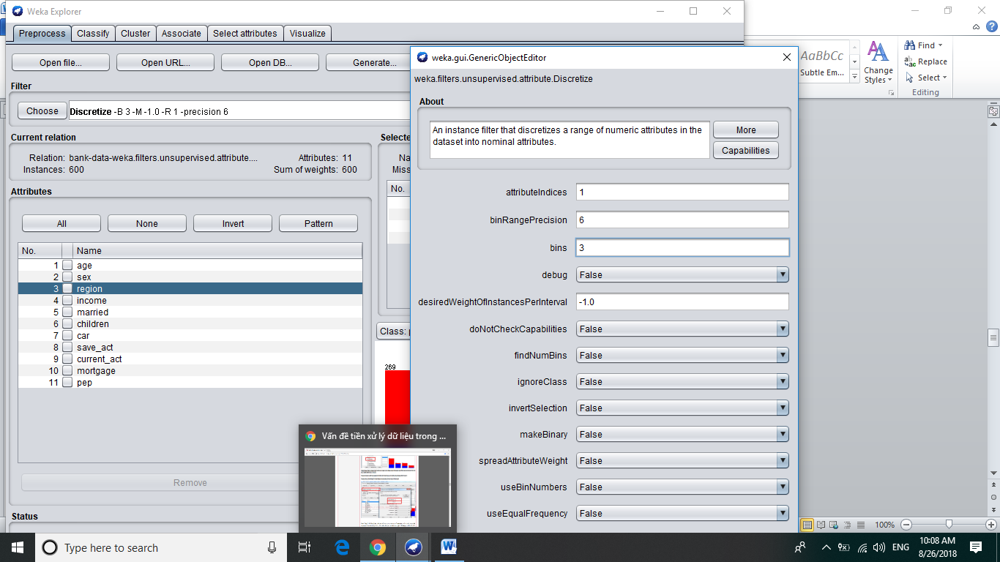 Weka Explorer
Preprocess Classify Cluster Associate Select attributes Visualize
Open file... Open URL... Open DB... Generate...
Filter
Choose Discretize -B 3 -M -1.0 -R 1 -precision 6
Current relation
Relation: bank-data-weka.filters.unsupervised.attribute.... Attributes: 11
Instances: 600 Sum of weights: 600
Attributes
All None Invert Pattern
No. Name
1 age
2 sex
3 region
4 income
5 married
6 children
7 car
8 save_act
9 current_act
10 mortgage
11 pep
Remove
Status
Selecte
Na
Miss
No.
Class: p
269
weka.gui.GenericObjectEditor
weka.filters.unsupervised.attribute.Discretize
About
An instance filter that discretizes a range of numeric attributes in the
dataset into nominal attributes.
More
Capabilities
attributeIndices 1
binRangePrecision 6
bins 3
debug False
desiredWeightOfInstancesPerInterval -1.0
doNotCheckCapabilities False
findNumBins False
ignoreClass False
invertSelection False
makeBinary False
spreadAttributeWeight False
useBinNumbers False
useEqualFrequency False
AaBbCc
Subtle Em...
Change
Styles
Find
Replace
Select
Editing
100%
Vấn đề tiền xử lý dữ liệu trong ...
Type here to search
ENG
10:08 AM
8/26/2018